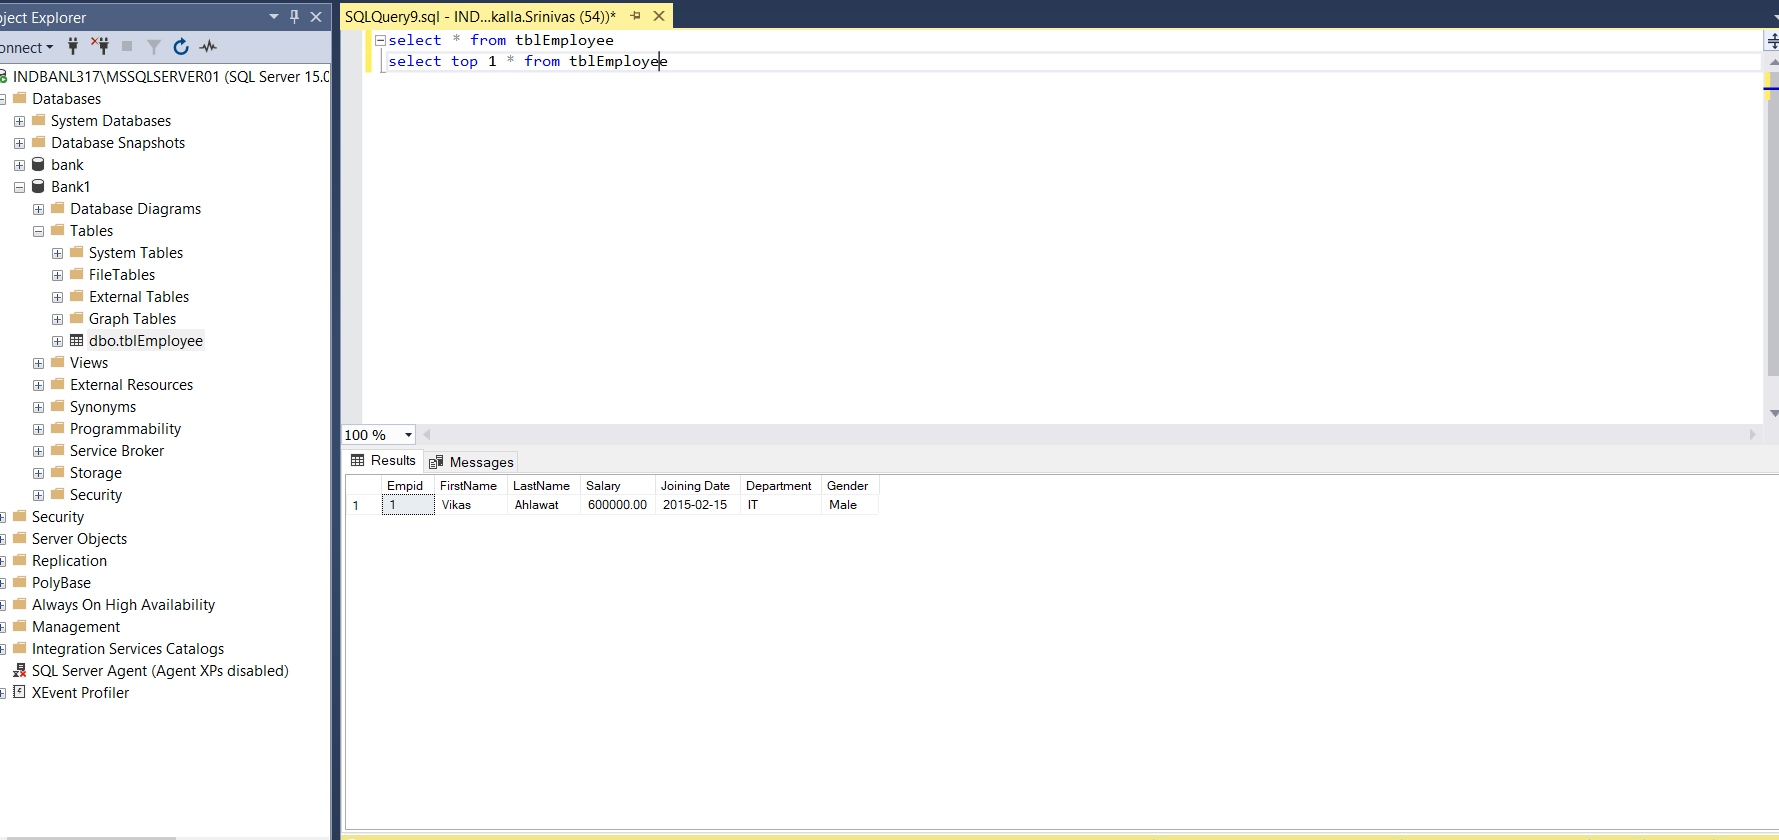 ject Explorer
onnect
INDBANL317\MSSQLSERVER01 (SQL Server 15.0
Databases
System Databases
Database Snapshots
bank
Bank1
Database Diagrams
Tables
System Tables
FileTables
External Tables
Graph Tables
dbo.tblEmployee
Views
External Resources
Synonyms
Programmability
Service Broker
Storage
Security
Security
Server Objects
Replication
PolyBase
Always On High Availability
Management
Integration Services Catalogs
SQL Server Agent (Agent XPs disabled)
XEvent Profiler
SQLQuery9.sql - IND...kalla.Srinivas (54))*
select * from tblEmployee
select top 1 * from tblEmployee
100 %
Results Messages
Empid FirstName LastName Salary Joining Date Department Gender
1 1 Vikas Ahlawat 600000.00 2015-02-15 IT Male